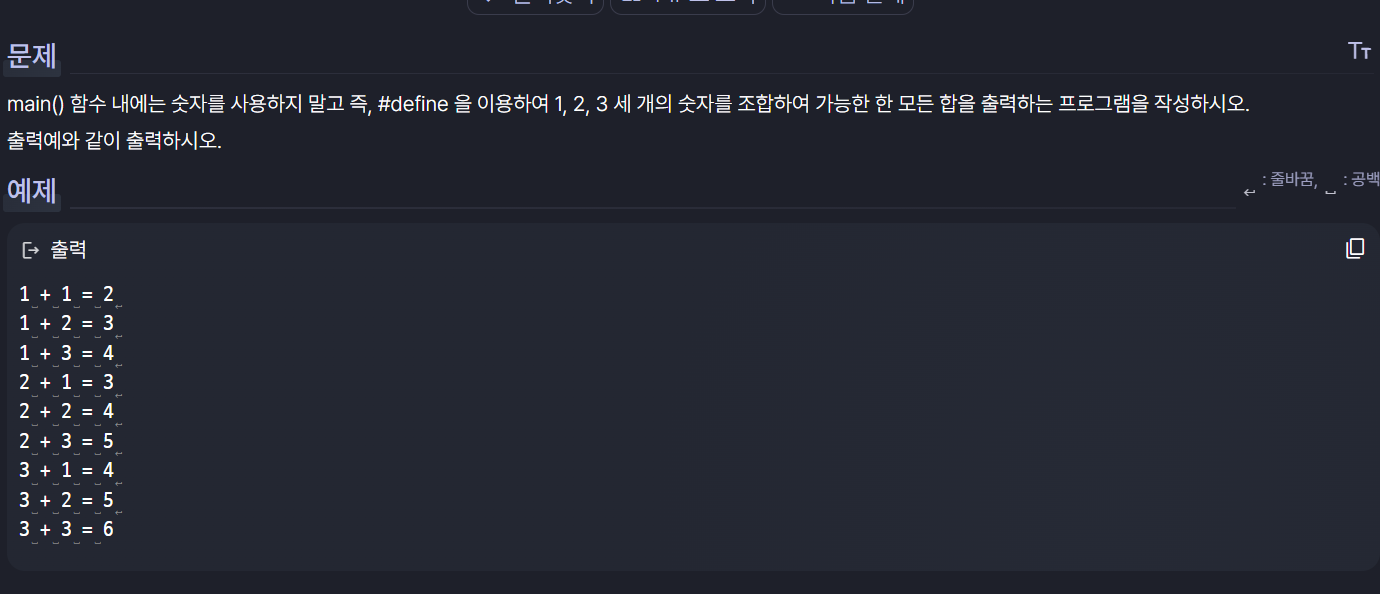 문제
Tт
main() 함수 내에는 숫자를 사용하지 말고 즉, #define 을 이용하여 1, 2, 3 세 개의 숫자를 조합하여 가능한 한 모든 합을 출력하는 프로그램을 작성하시오.
출력예와 같이 출력하시오.
예제
↵ : 줄바꿈, ␣ : 공백
출력
1␣+␣1␣=␣2↵
1␣+␣2␣=␣3↵
1␣+␣3␣=␣4↵
2␣+␣1␣=␣3↵
2␣+␣2␣=␣4↵
2␣+␣3␣=␣5↵
3␣+␣1␣=␣4↵
3␣+␣2␣=␣5↵
3␣+␣3␣=␣6